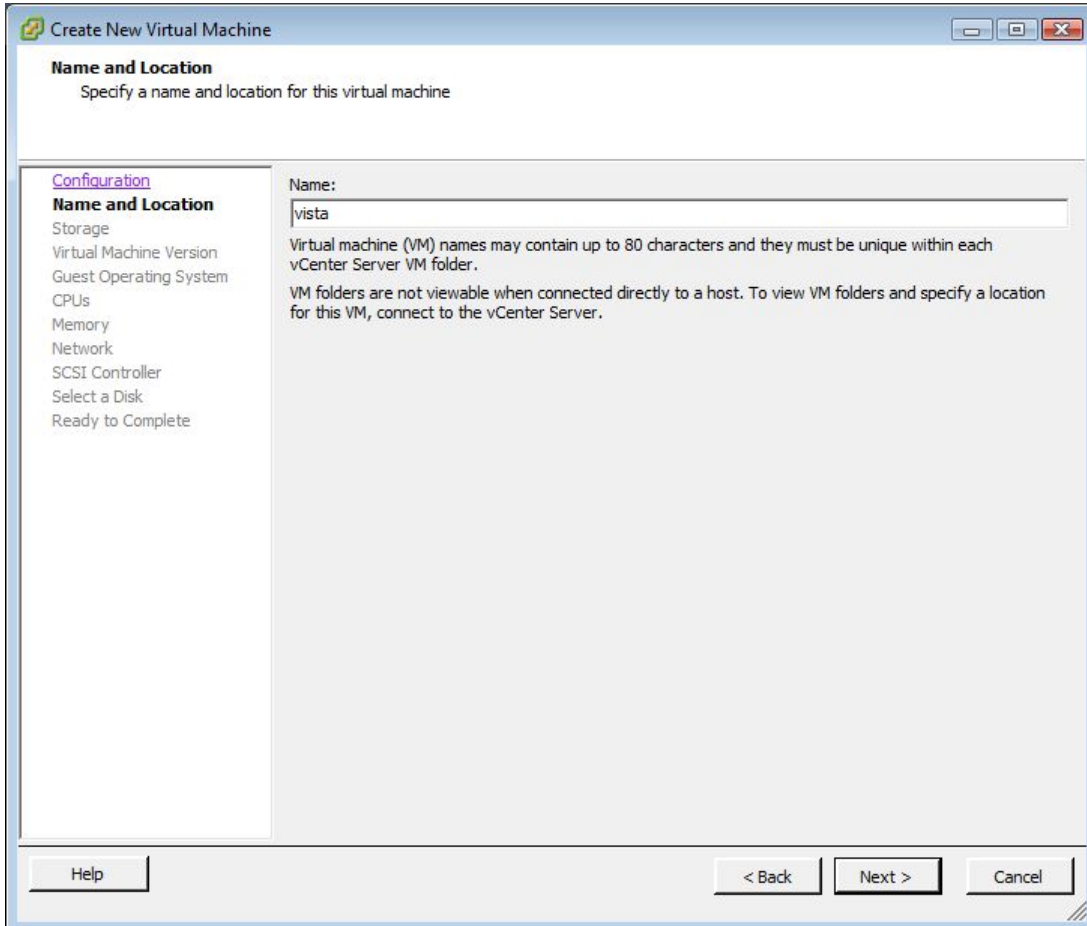 Create New Virtual Machine
Name and Location
Specify a name and location for this virtual machine
Configuration
Name and Location
Storage
Virtual Machine Version
Guest Operating System
CPUs
Memory
Network
SCSI Controller
Select a Disk
Ready to Complete
Name:
vista
Virtual machine (VM) names may contain up to 80 characters and they must be unique within each
vCenter Server VM folder.
VM folders are not viewable when connected directly to a host. To view VM folders and specify a location
for this VM, connect to the vCenter Server.
Help
< Back
Next >
Cancel